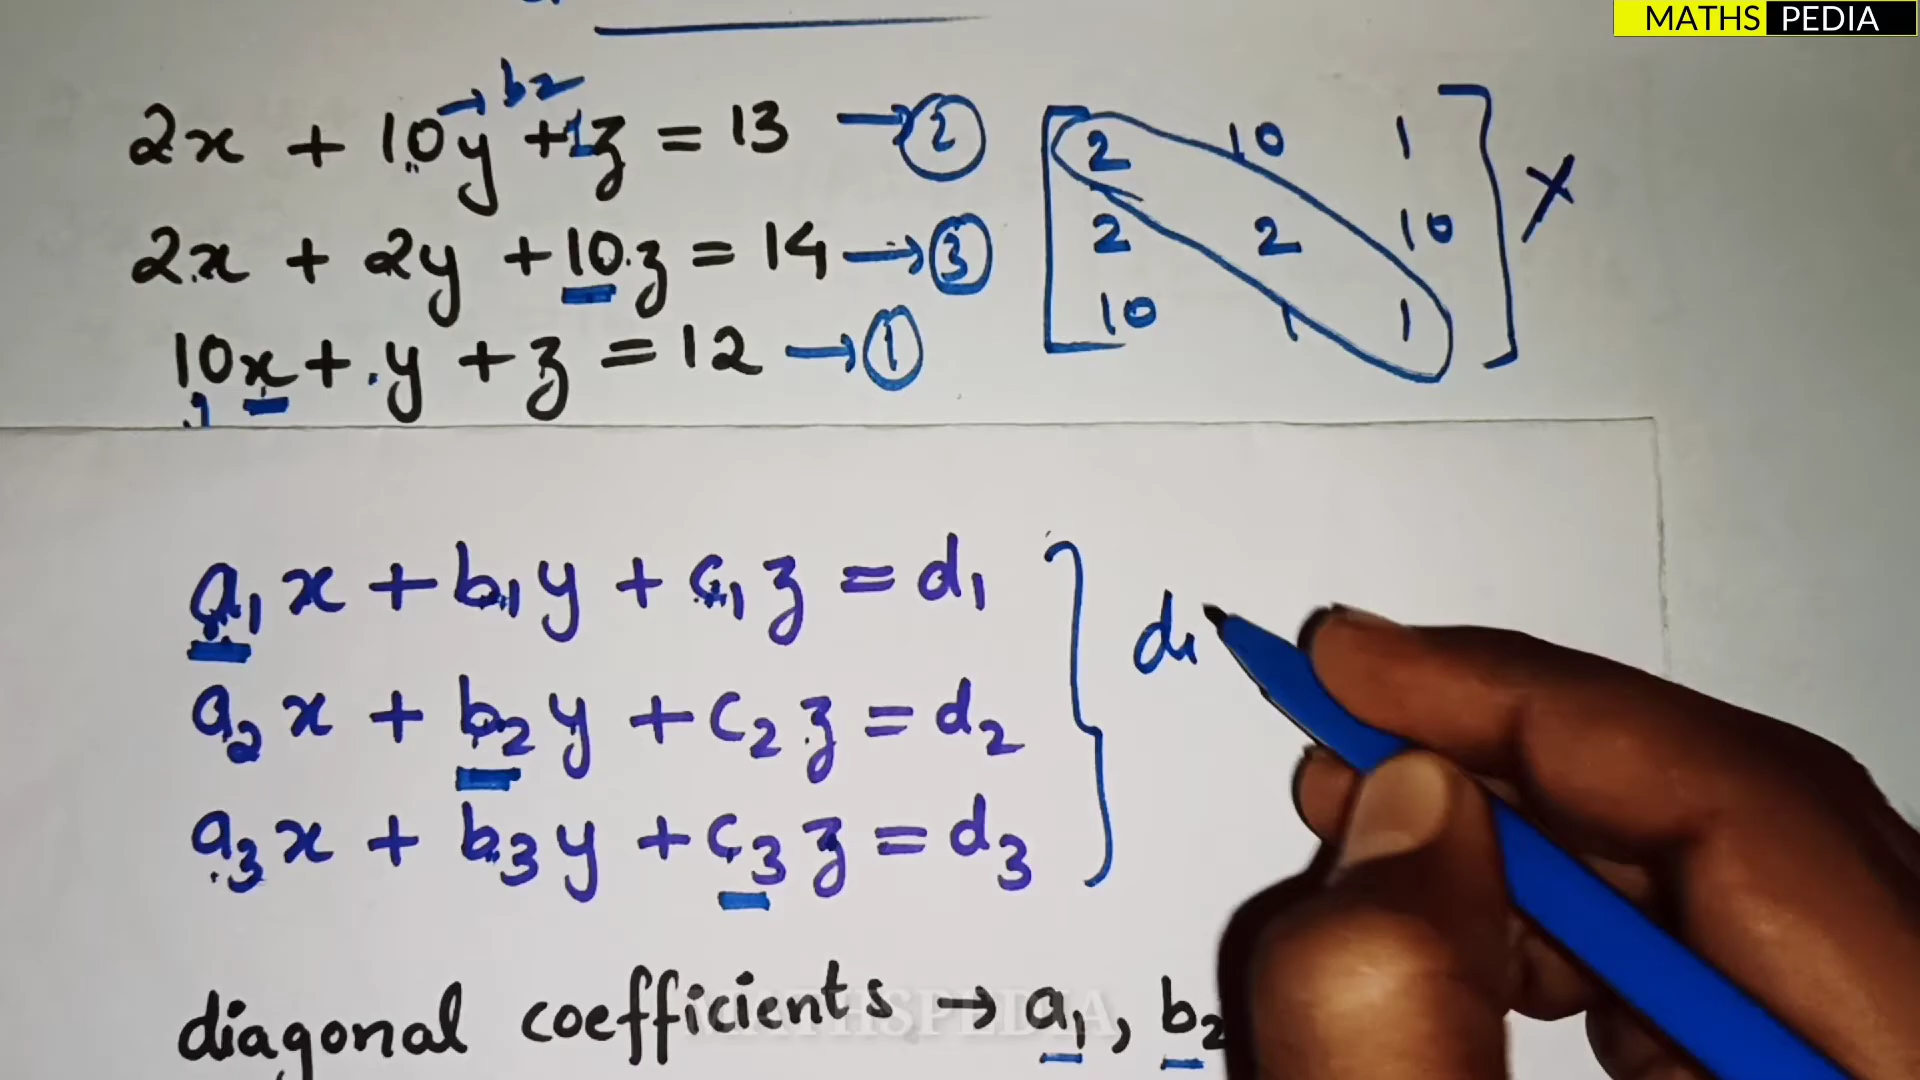 MATHS PEDIA
b2
2x + 10y + 1z = 13 → ②
2x + 2y + 10z = 14 → ③
10x + y + z = 12 → ①
2 10 1
2 2 10
10 1 1
X
a₁x + b₁y + c₁z = d₁
a₂x + b₂y + c₂z = d₂
a₃x + b₃y + c₃z = d₃
di
diagonal coefficients → a₁, b₂
MATHSPEDIA